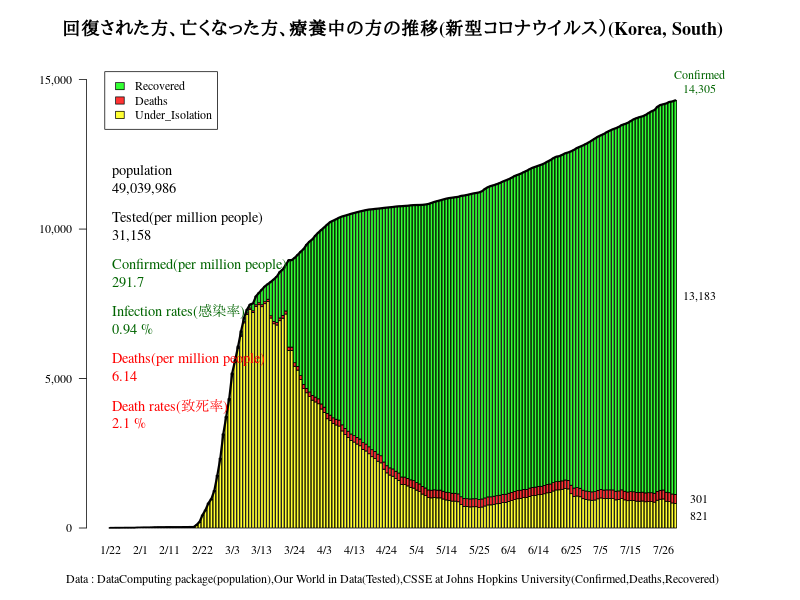 回復された方、亡くなった方、療養中の方の推移(新型コロナウイルス)(Korea, South)
Confirmed
14,305
15,000
Recovered
Deaths
Under_Isolation
population
49,039,986
Tested(per million people)
31,158
10,000
Confirmed(per million people)
291.7
13,183
Infection rates(感染率)
0.94 %
Deaths(per million people)
6.14
5,000
Death rates(致死率)
2.1 %
301
821
0
1/22 2/1 2/11 2/22 3/3 3/13 3/24 4/3 4/13 4/24 5/4 5/14 5/25 6/4 6/14 6/25 7/5 7/15 7/26
Data : DataComputing package(population),Our World in Data(Tested),CSSE at Johns Hopkins University(Confirmed,Deaths,Recovered)